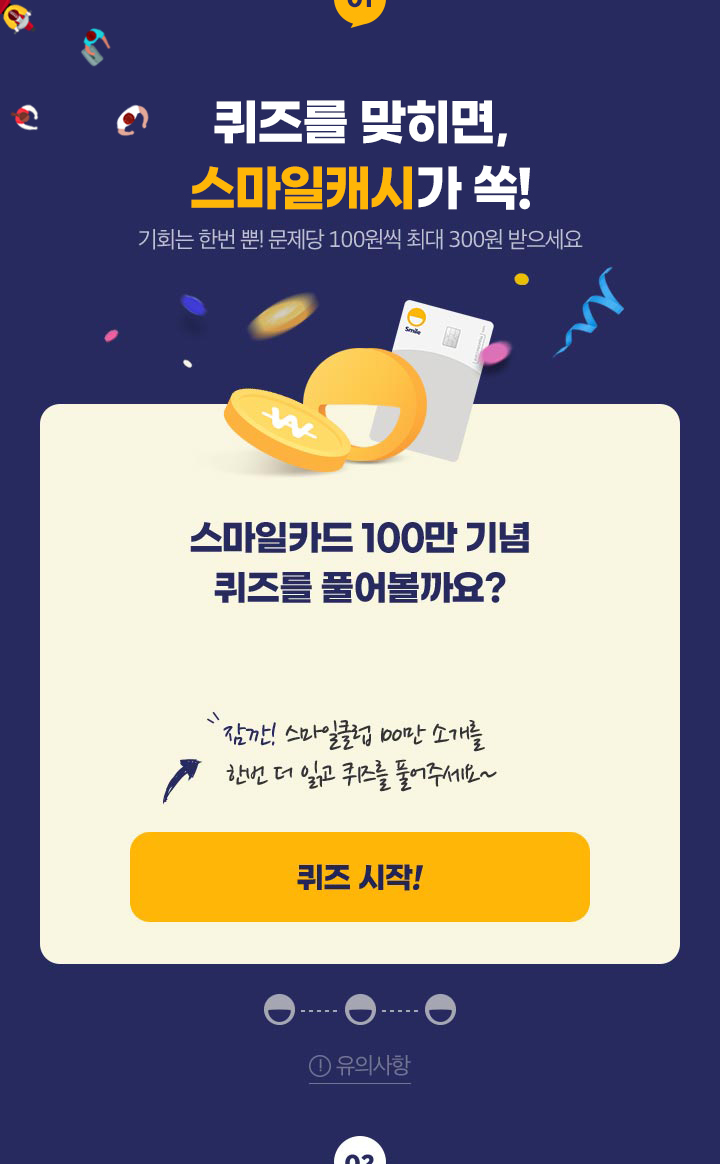 01
퀴즈를 맞히면,
스마일캐시가 쏙!
기회는 한번 뿐! 문제당 100원씩 최대 300원 받으세요
Smile
스마일카드 100만 기념
퀴즈를 풀어볼까요?
잠깐! 스마일클럽 100만 소개를
한번 더 읽고 퀴즈를 풀어주세요~
퀴즈 시작!
유의사항
02